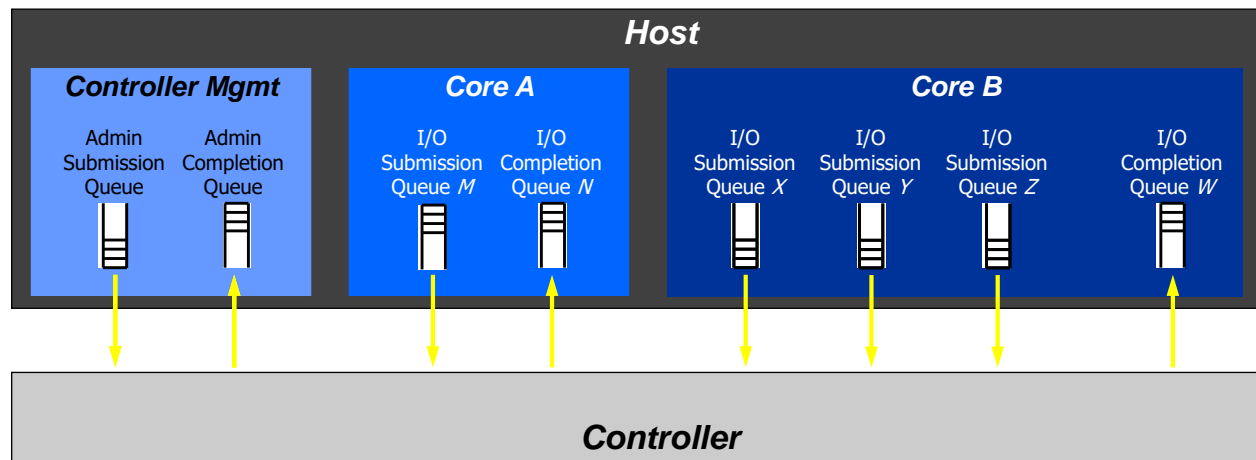 Host
Controller Mgmt
Core A
Core B
Admin
Submission
Queue
Admin
Completion
Queue
I/O
Submission
Queue M
I/O
Completion
Queue N
I/O
Submission
Queue X
I/O
Submission
Queue Y
I/O
Submission
Queue Z
I/O
Completion
Queue W
Controller